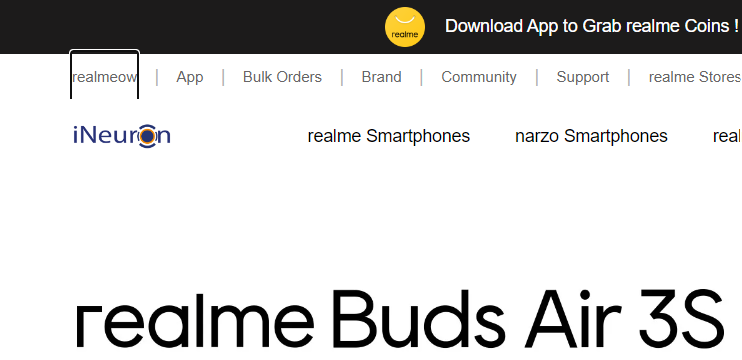 realme
Download App to Grab realme Coins !
realmeow | App | Bulk Orders | Brand | Community | Support | realme Stores
iNeuron
realme Smartphones narzo Smartphones
realme Buds Air 3S